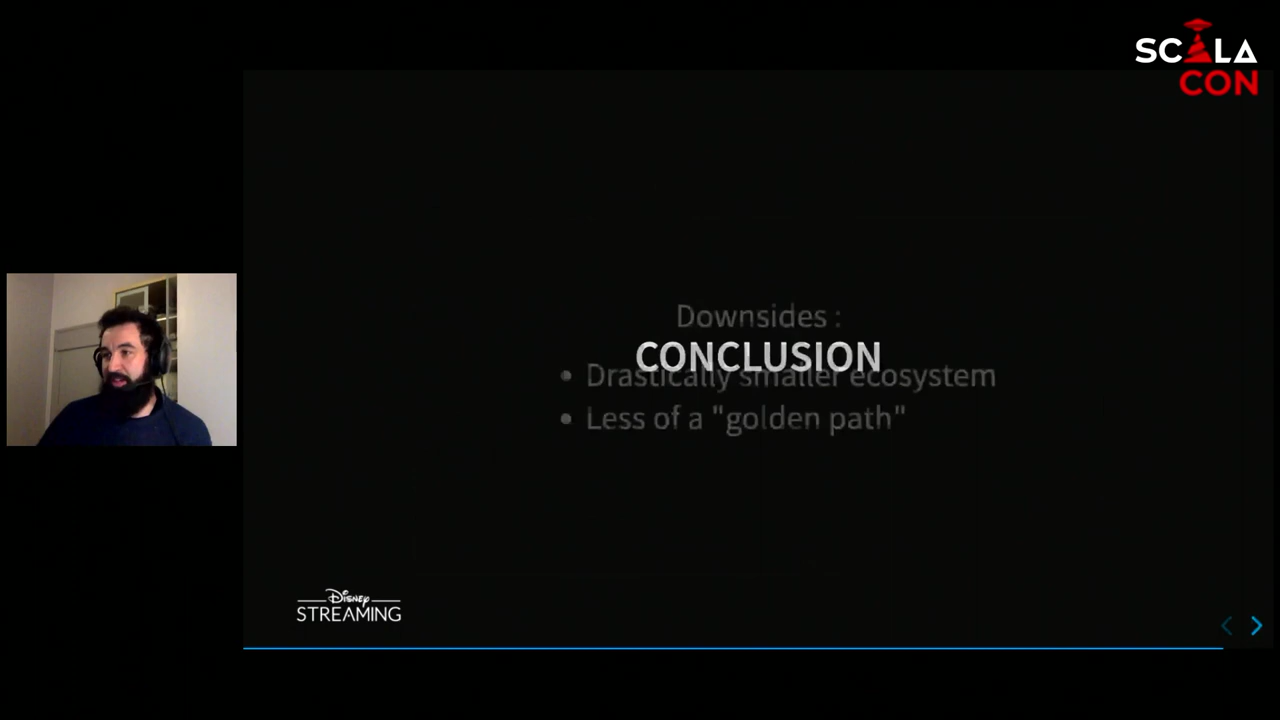 SCALA
CON
Downsides :
CONCLUSION
• Drastically smaller ecosystem
• Less of a "golden path"
Disney
STREAMING